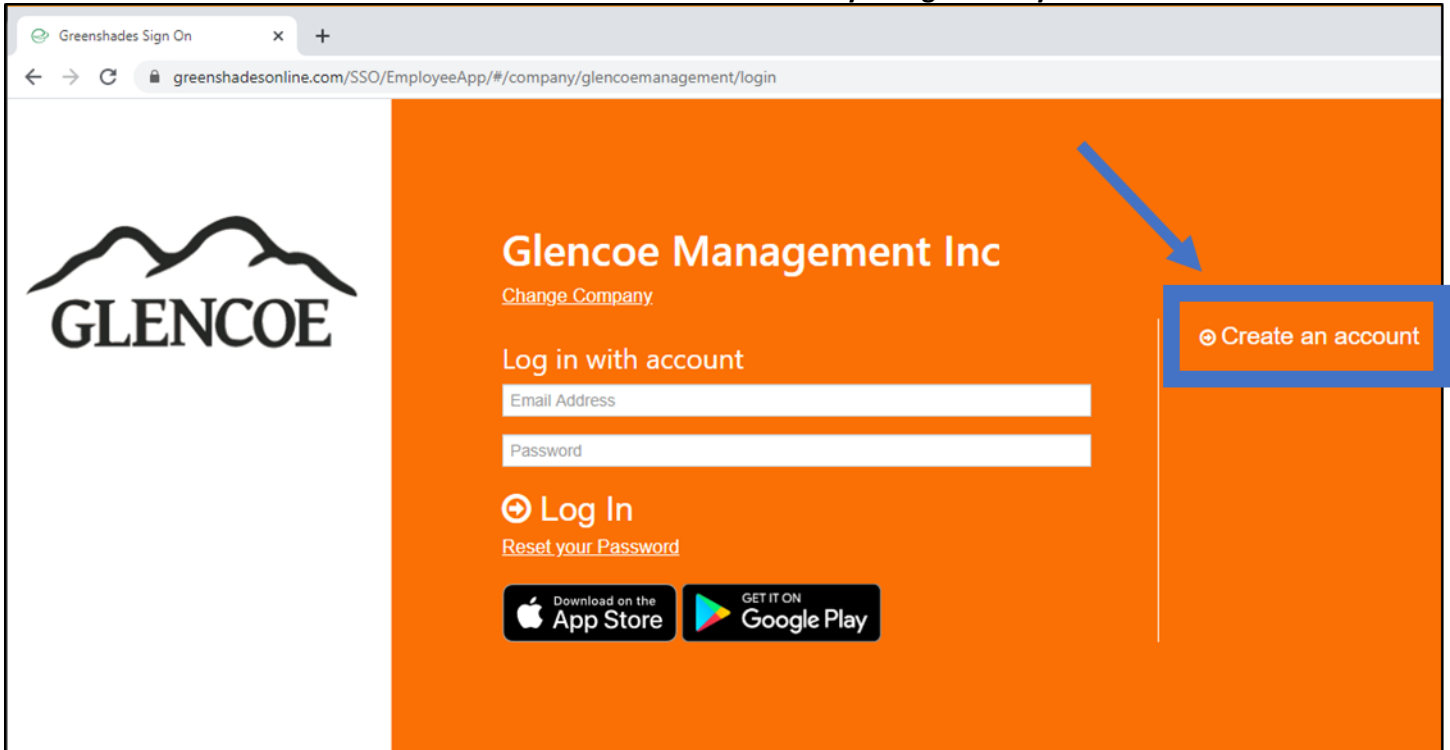 Greenshades Sign On
greenshadesonline.com/SSO/EmployeeApp/#/company/glencoemanagement/login
GLENCOE
Glencoe Management Inc
Change Company
Log in with account
Email Address
Password
Log In
Reset your Password
Download on the
App Store
GET IT ON
Google Play
Create an account